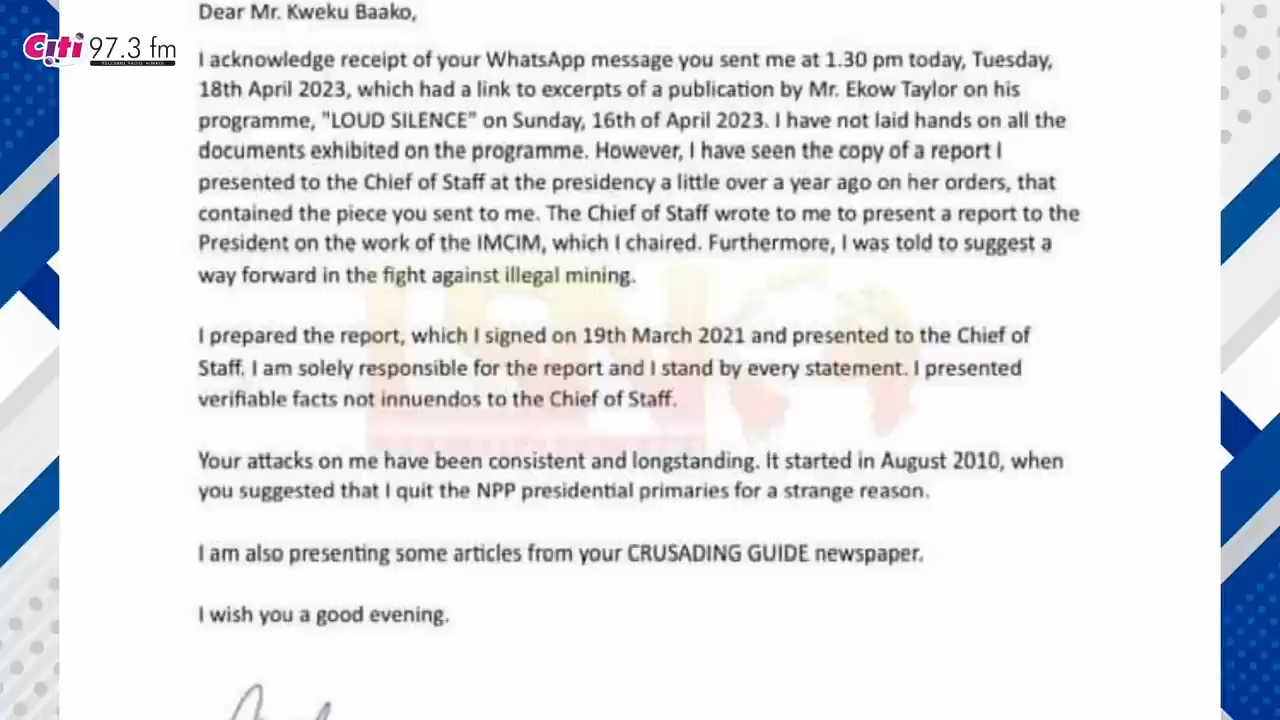 Citi 97.3 fm
Dear Mr. Kweku Baako,
I acknowledge receipt of your WhatsApp message you sent me at 1.30 pm today, Tuesday,
18th April 2023, which had a link to excerpts of a publication by Mr. Ekow Taylor on his
programme, "LOUD SILENCE" on Sunday, 16th of April 2023. I have not laid hands on all the
documents exhibited on the programme. However, I have seen the copy of a report I
presented to the Chief of Staff at the presidency a little over a year ago on her orders, that
contained the piece you sent to me. The Chief of Staff wrote to me to present a report to the
President on the work of the IMCIM, which I chaired. Furthermore, I was told to suggest a
way forward in the fight against illegal mining.
I prepared the report, which I signed on 19th March 2021 and presented to the Chief of
Staff. I am solely responsible for the report and I stand by every statement. I presented
verifiable facts not innuendos to the Chief of Staff.
Your attacks on me have been consistent and longstanding. It started in August 2010, when
you suggested that I quit the NPP presidential primaries for a strange reason.
I am also presenting some articles from your CRUSADING GUIDE newspaper.
I wish you a good evening.
LSN